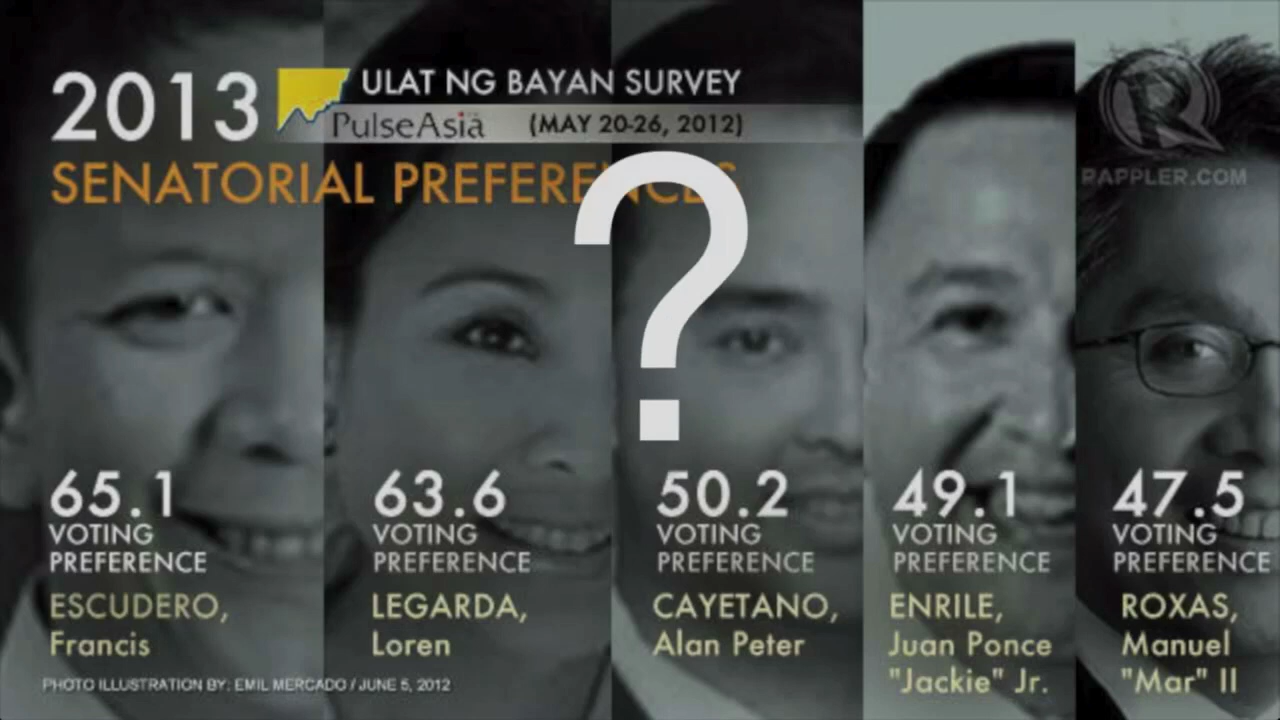 2013
ULAT NG BAYAN SURVEY
PulseAsia
(MAY 20-26, 2012)
SENATORIAL PREFERENCES
R
RAPPLER.COM
?
65.1
VOTING
PREFERENCE
ESCUDERO,
Francis
63.6
VOTING
PREFERENCE
LEGARDA,
Loren
50.2
VOTING
PREFERENCE
CAYETANO,
Alan Peter
49.1
VOTING
PREFERENCE
ENRILE,
Juan Ponce
"Jackie" Jr.
47.5
VOTING
PREFERENCE
ROXAS,
Manuel
"Mar" II
PHOTO ILLUSTRATION BY: EMIL MERCADO / JUNE 5, 2012